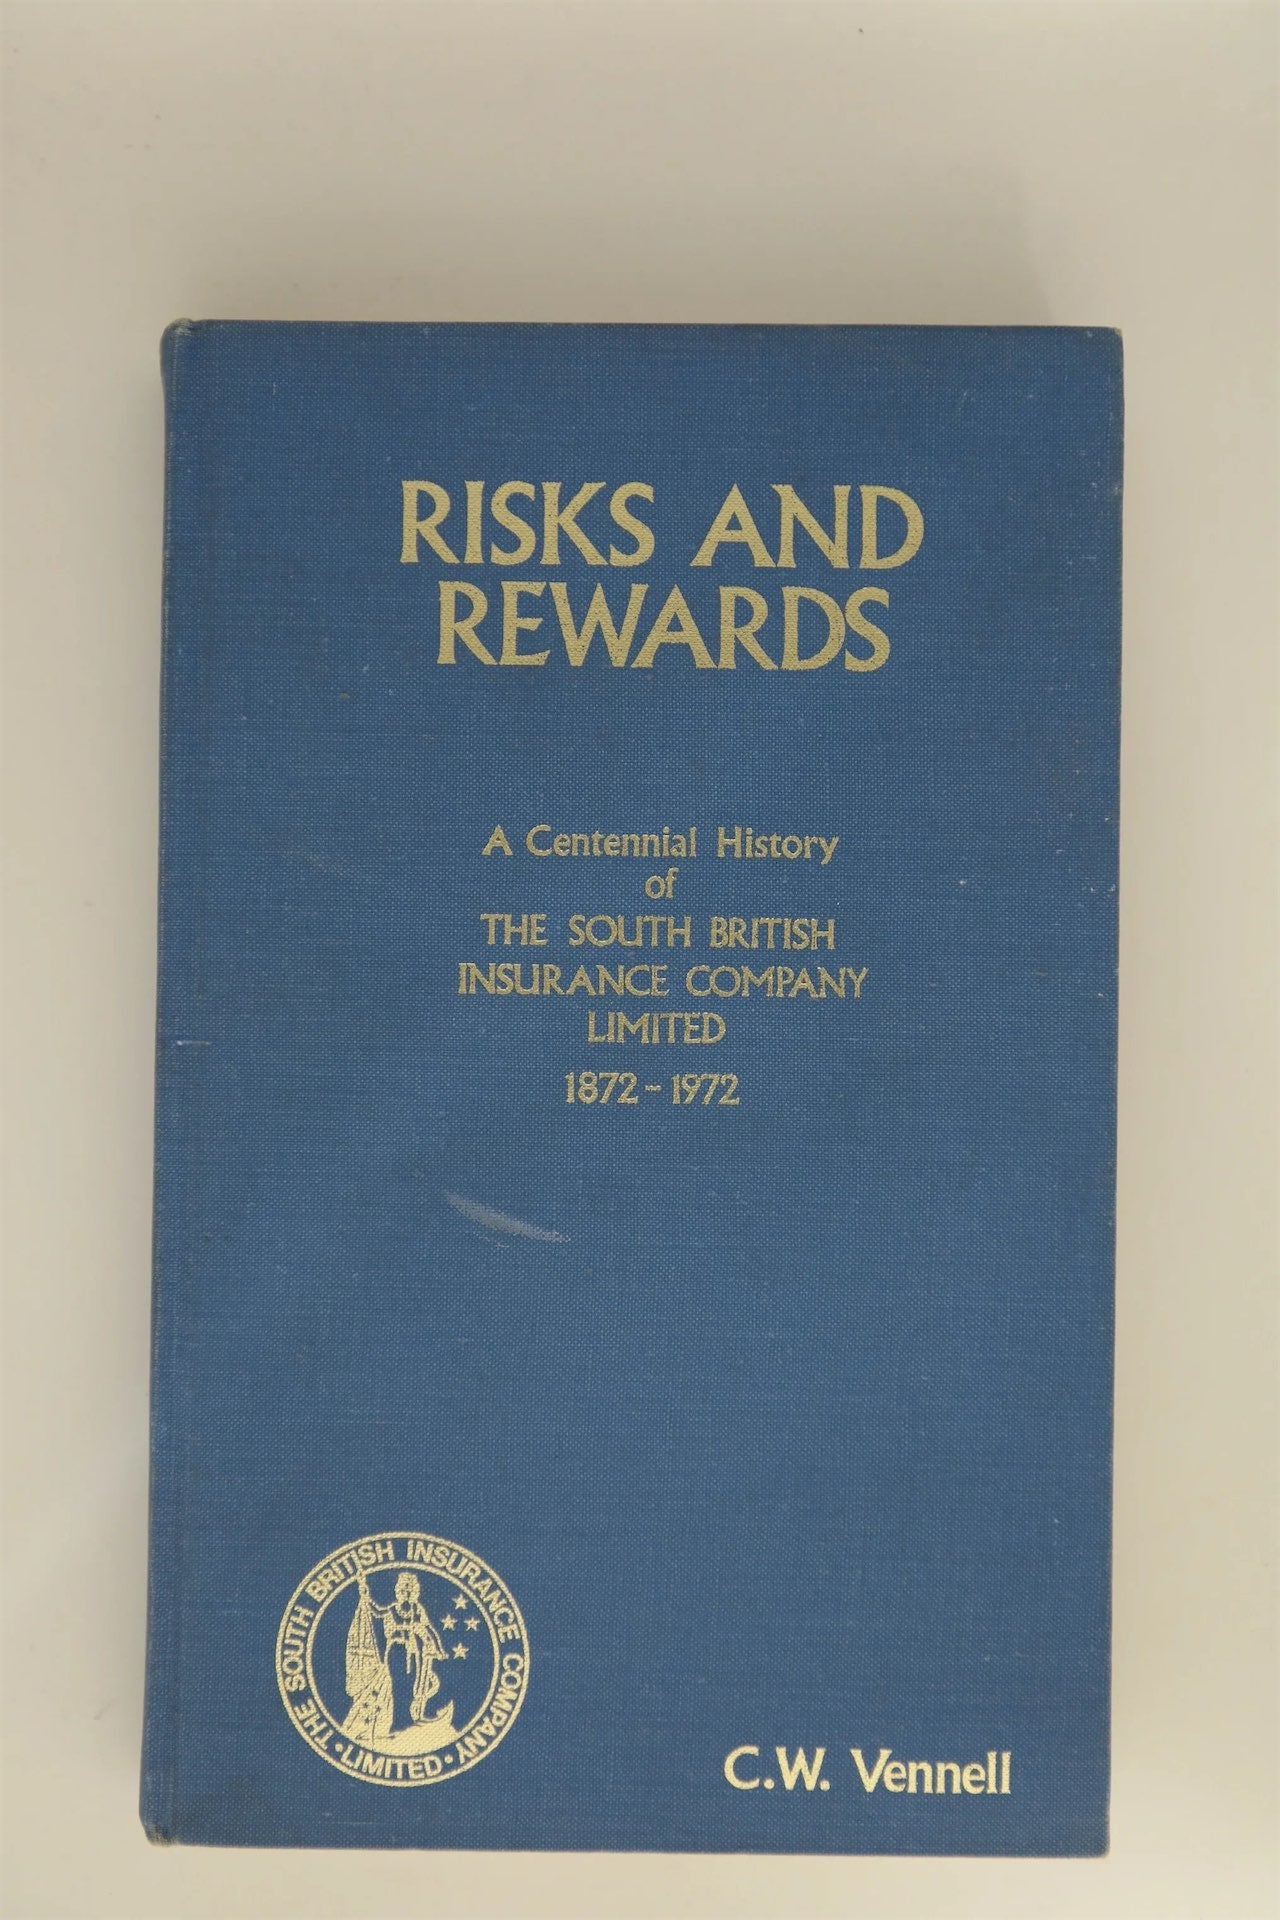 RISKS AND
REWARDS
A Centennial History
of
THE SOUTH BRITISH
INSURANCE COMPANY
LIMITED
1872 - 1972
THE SOUTH BRITISH INSURANCE COMPANY
• LIMITED •
C.W. Vennell